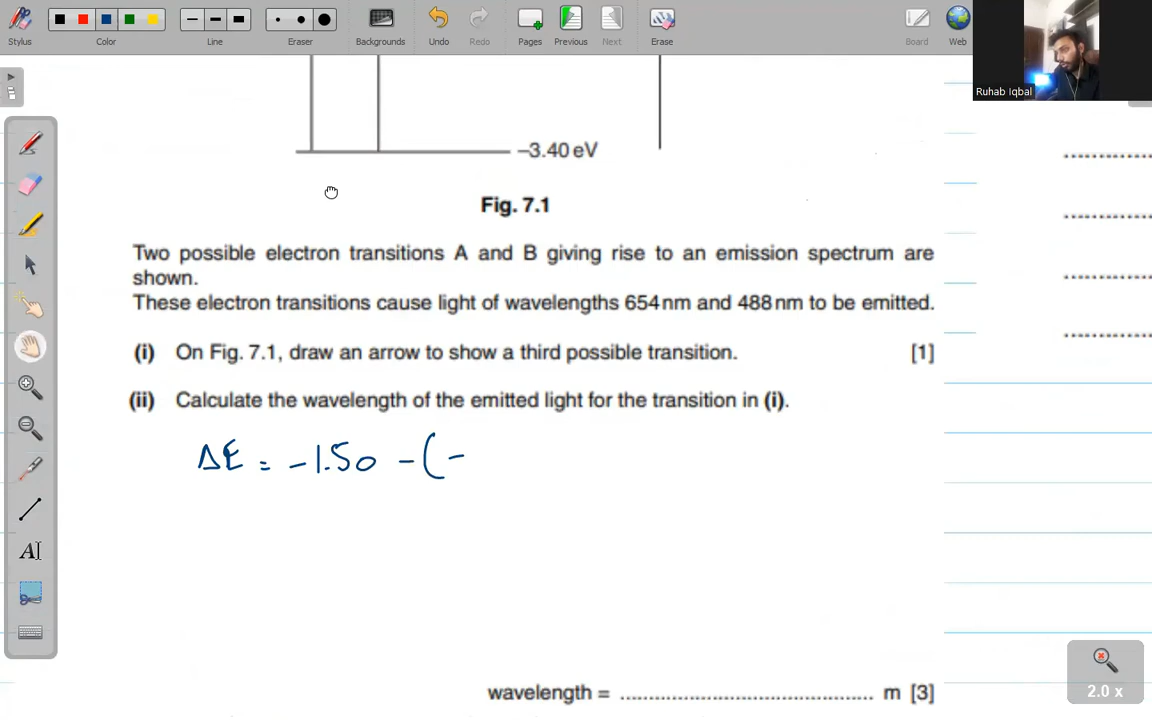 Stylus Color Line Eraser Backgrounds Undo Redo Pages Previous Next Erase Board Web
Ruhab Iqbal
–3.40 eV
Fig. 7.1
Two possible electron transitions A and B giving rise to an emission spectrum are
shown.
These electron transitions cause light of wavelengths 654 nm and 488 nm to be emitted.
(i) On Fig. 7.1, draw an arrow to show a third possible transition. [1]
(ii) Calculate the wavelength of the emitted light for the transition in (i).
ΔE = -1.50 -(-
A
wavelength = ............................................ m [3]
2.0 x